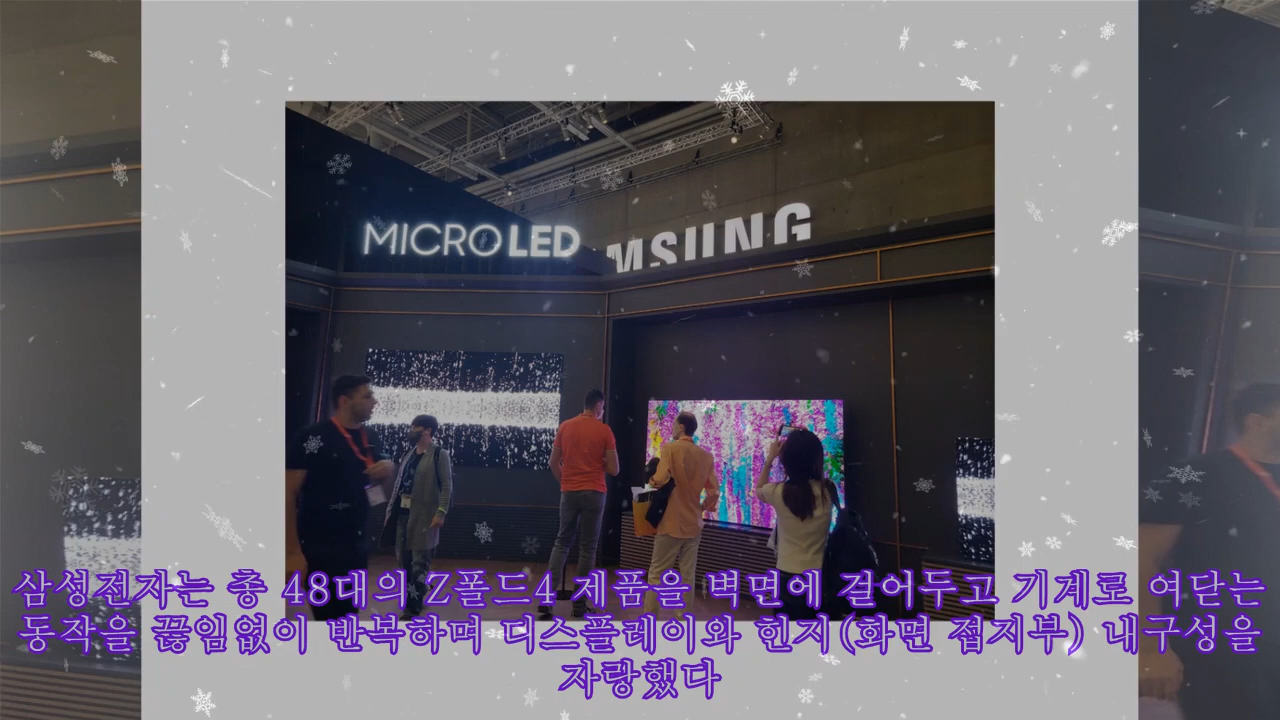 MICRO LED
MSUNG
삼성전자는 총 48대의 Z폴드4 제품을 벽면에 걸어두고 기계로 여닫는
동작을 끊임없이 반복하며 디스플레이와 힌지(화면 접지부) 내구성을
자랑했다